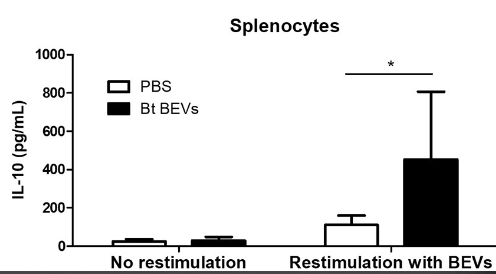 Splenocytes
IL-10 (pg/mL)
1000
800
600
400
200
0
PBS
Bt BEVs
*
No restimulation
Restimulation with BEVs